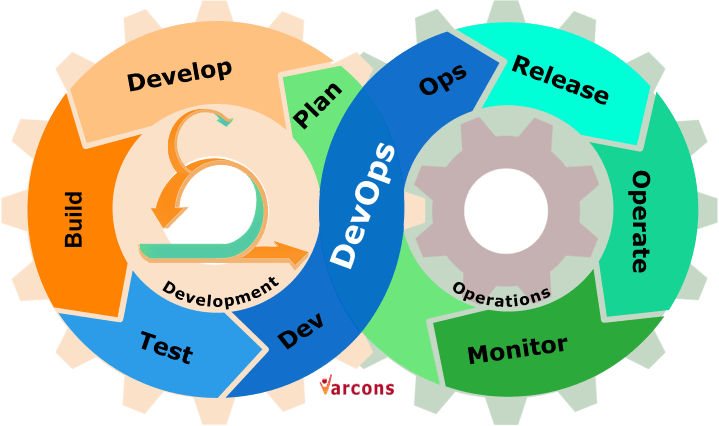 Develop
Plan
Ops
Release
Build
DevOps
Operate
Development
Operations
Test
Dev
Monitor
Varcons